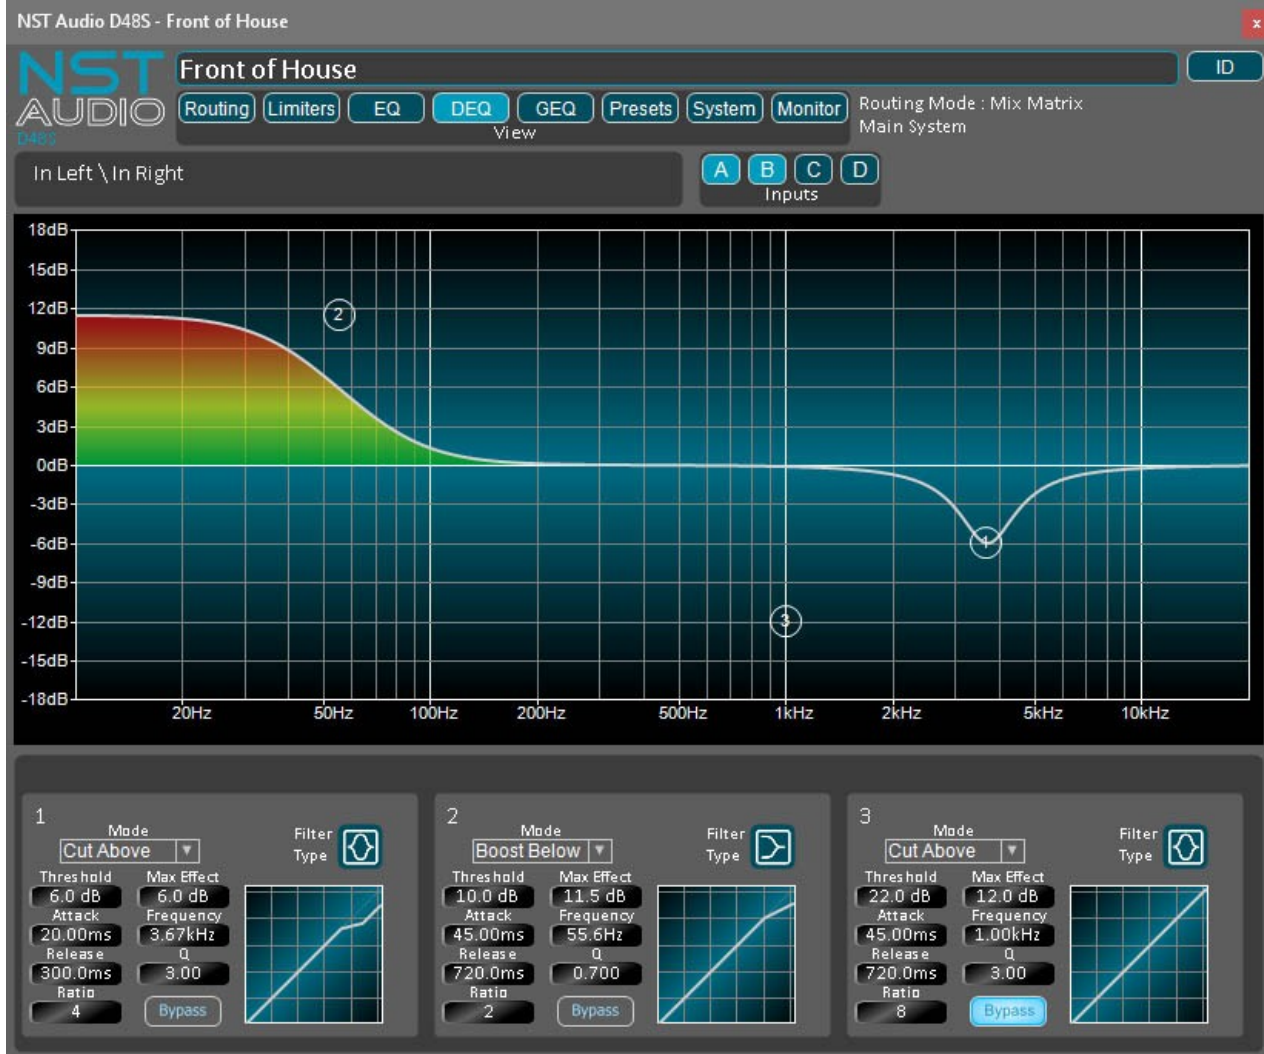 NST Audio D48S - Front of House
x
NST
AUDIO
D48S
Front of House
ID
Routing Limiters EQ DEQ GEQ Presets System Monitor
View
Routing Mode : Mix Matrix
Main System
In Left \ In Right
A B C D
Inputs
18dB
15dB
12dB
9dB
6dB
3dB
0dB
-3dB
-6dB
-9dB
-12dB
-15dB
-18dB
2
1
3
20Hz 50Hz 100Hz 200Hz 500Hz 1kHz 2kHz 5kHz 10kHz
1
Mode
Cut Above
Filter
Type
Threshold Max Effect
6.0 dB 6.0 dB
Attack Frequency
20.00ms 3.67kHz
Release Q
300.0ms 3.00
Ratio
4 Bypass
2
Mode
Boost Below
Filter
Type
Threshold Max Effect
10.0 dB 11.5 dB
Attack Frequency
45.00ms 55.6Hz
Release Q
720.0ms 0.700
Ratio
2 Bypass
3
Mode
Cut Above
Filter
Type
Threshold Max Effect
22.0 dB 12.0 dB
Attack Frequency
45.00ms 1.00kHz
Release Q
720.0ms 3.00
Ratio
8 Bypass